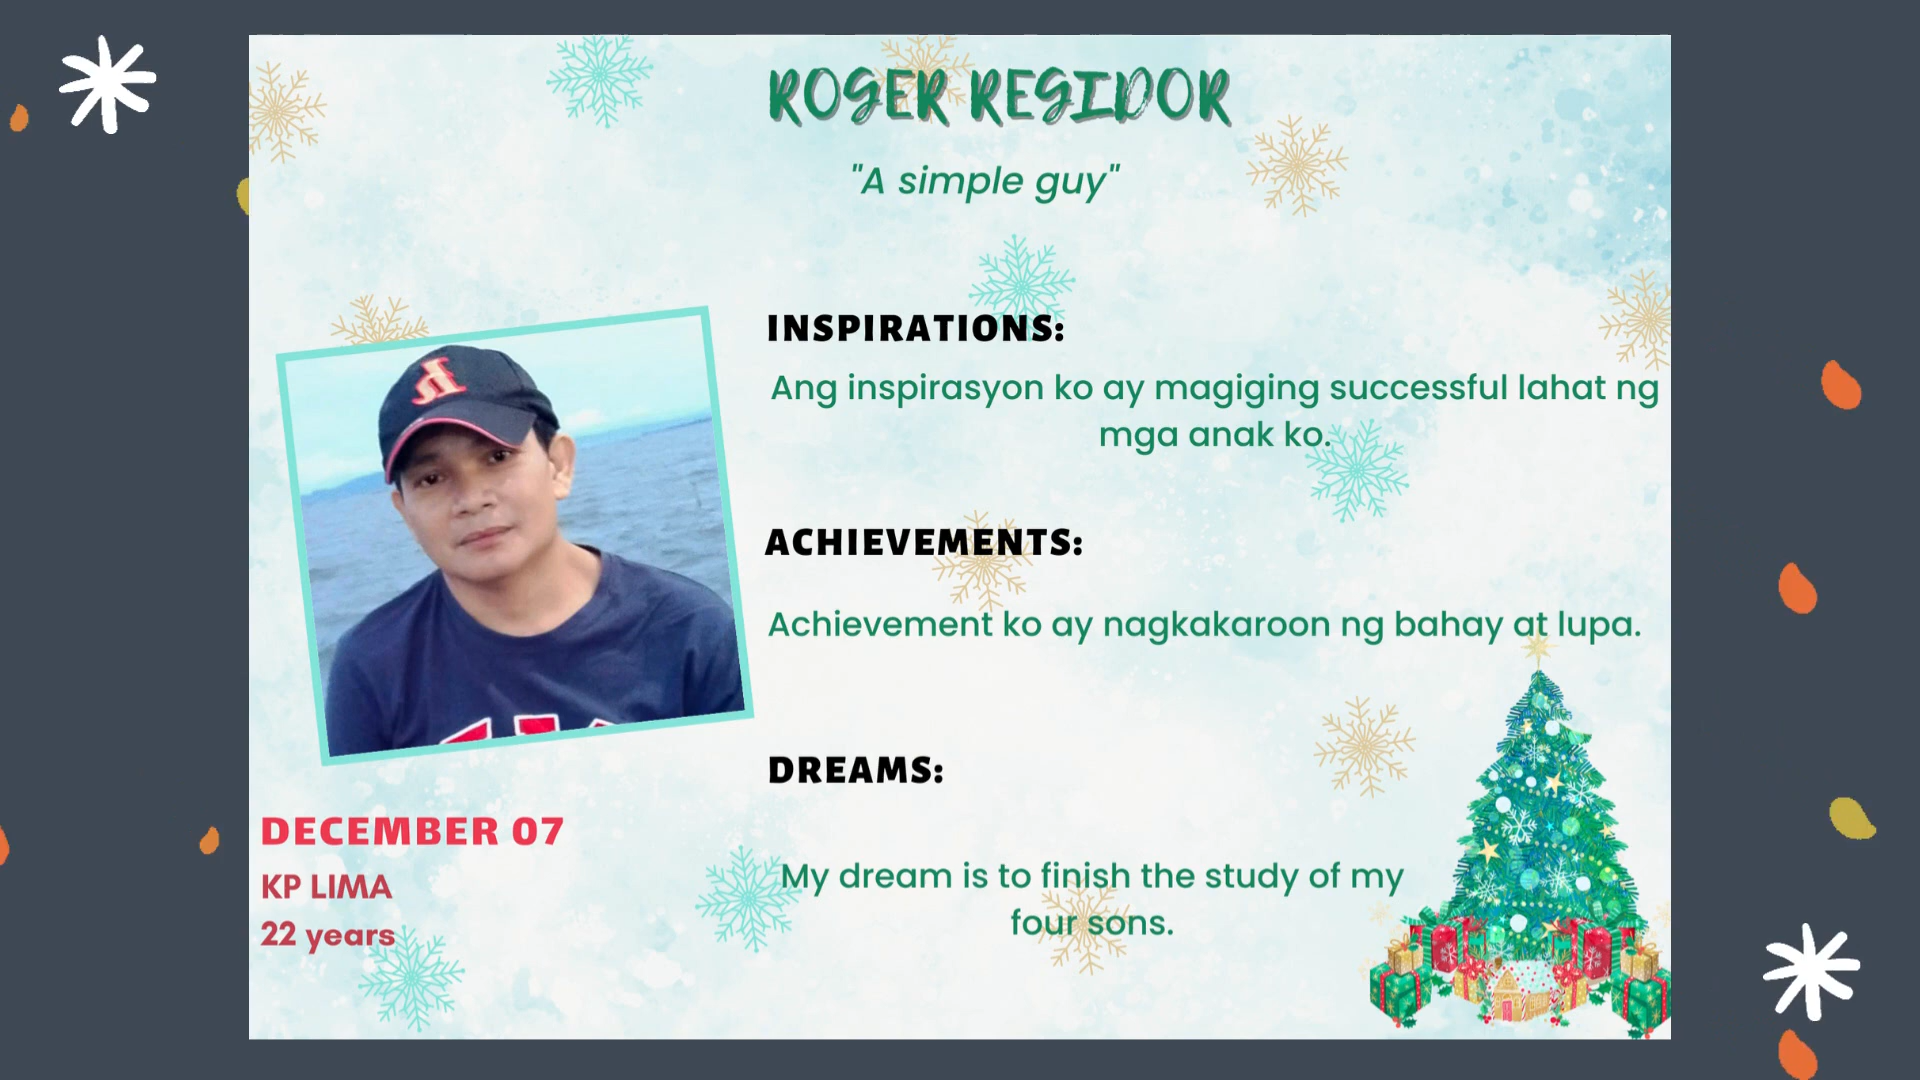 ROGER REGIDOR
"A simple guy"
INSPIRATIONS:
Ang inspirasyon ko ay magiging successful lahat ng
mga anak ko.
ACHIEVEMENTS:
Achievement ko ay nagkakaroon ng bahay at lupa.
DREAMS:
My dream is to finish the study of my
four sons.
DECEMBER 07
KP LIMA
22 years